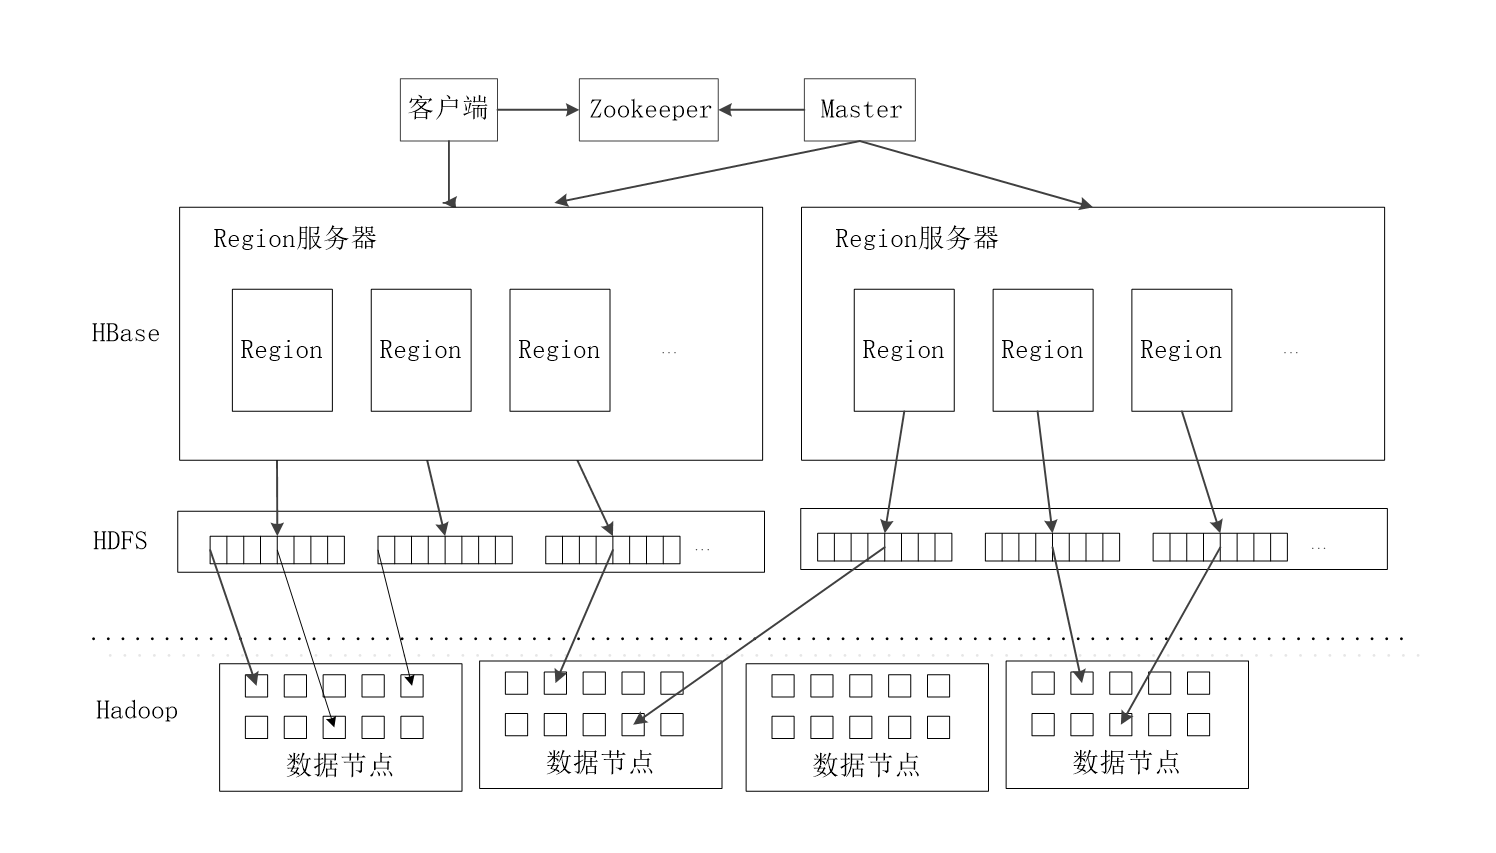 客户端
Zookeeper
Master
Region服务器
Region服务器
HBase
Region
Region
Region
...
Region
Region
Region
...
HDFS
...
...
Hadoop
数据节点
数据节点
数据节点
数据节点